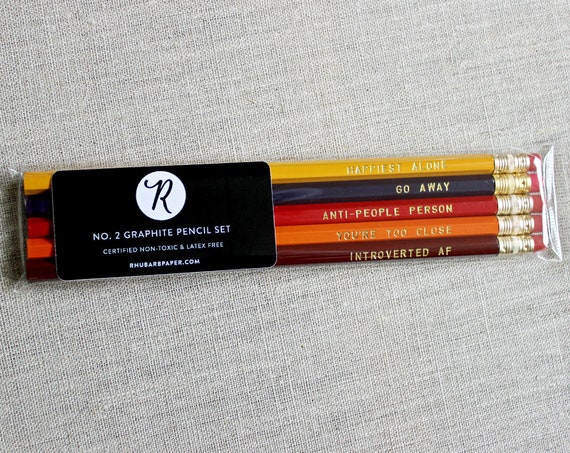 R
NO. 2 GRAPHITE PENCIL SET
CERTIFIED NON-TOXIC & LATEX FREE
RHUBARBPAPER.COM
HAPPIEST ALONE
GO AWAY
ANTI-PEOPLE PERSON
YOU'RE TOO CLOSE
INTROVERTED AF